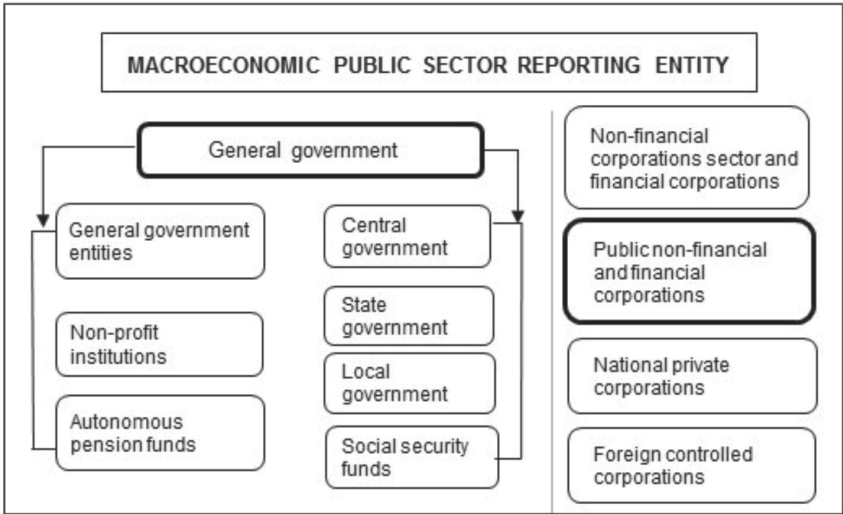 MACROECONOMIC PUBLIC SECTOR REPORTING ENTITY
General government
General government
entities
Non-profit
institutions
Autonomous
pension funds
Central
government
State
government
Local
government
Social security
funds
Non-financial
corporations sector and
financial corporations
Public non-financial
and financial
corporations
National private
corporations
Foreign controlled
corporations